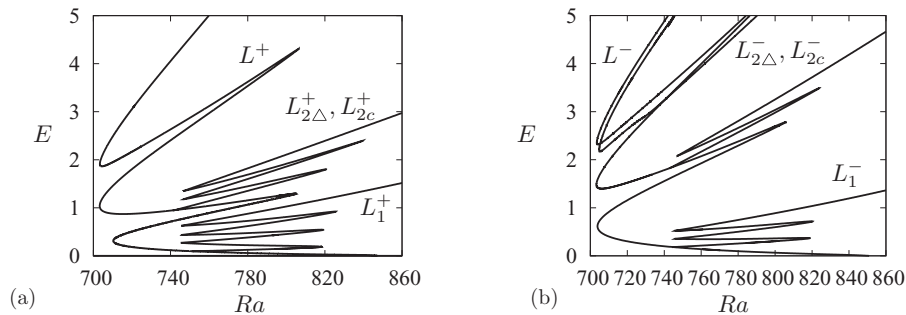 5
4
3
2
1
0
E
700 740 780 820 860
Ra
(a)
L⁺
L⁺₂△, L⁺₂c
L⁺₁
5
4
3
2
1
0
E
700 720 740 760 780 800 820 840 860
Ra
(b)
L⁻
L⁻₂△, L⁻₂c
L⁻₁